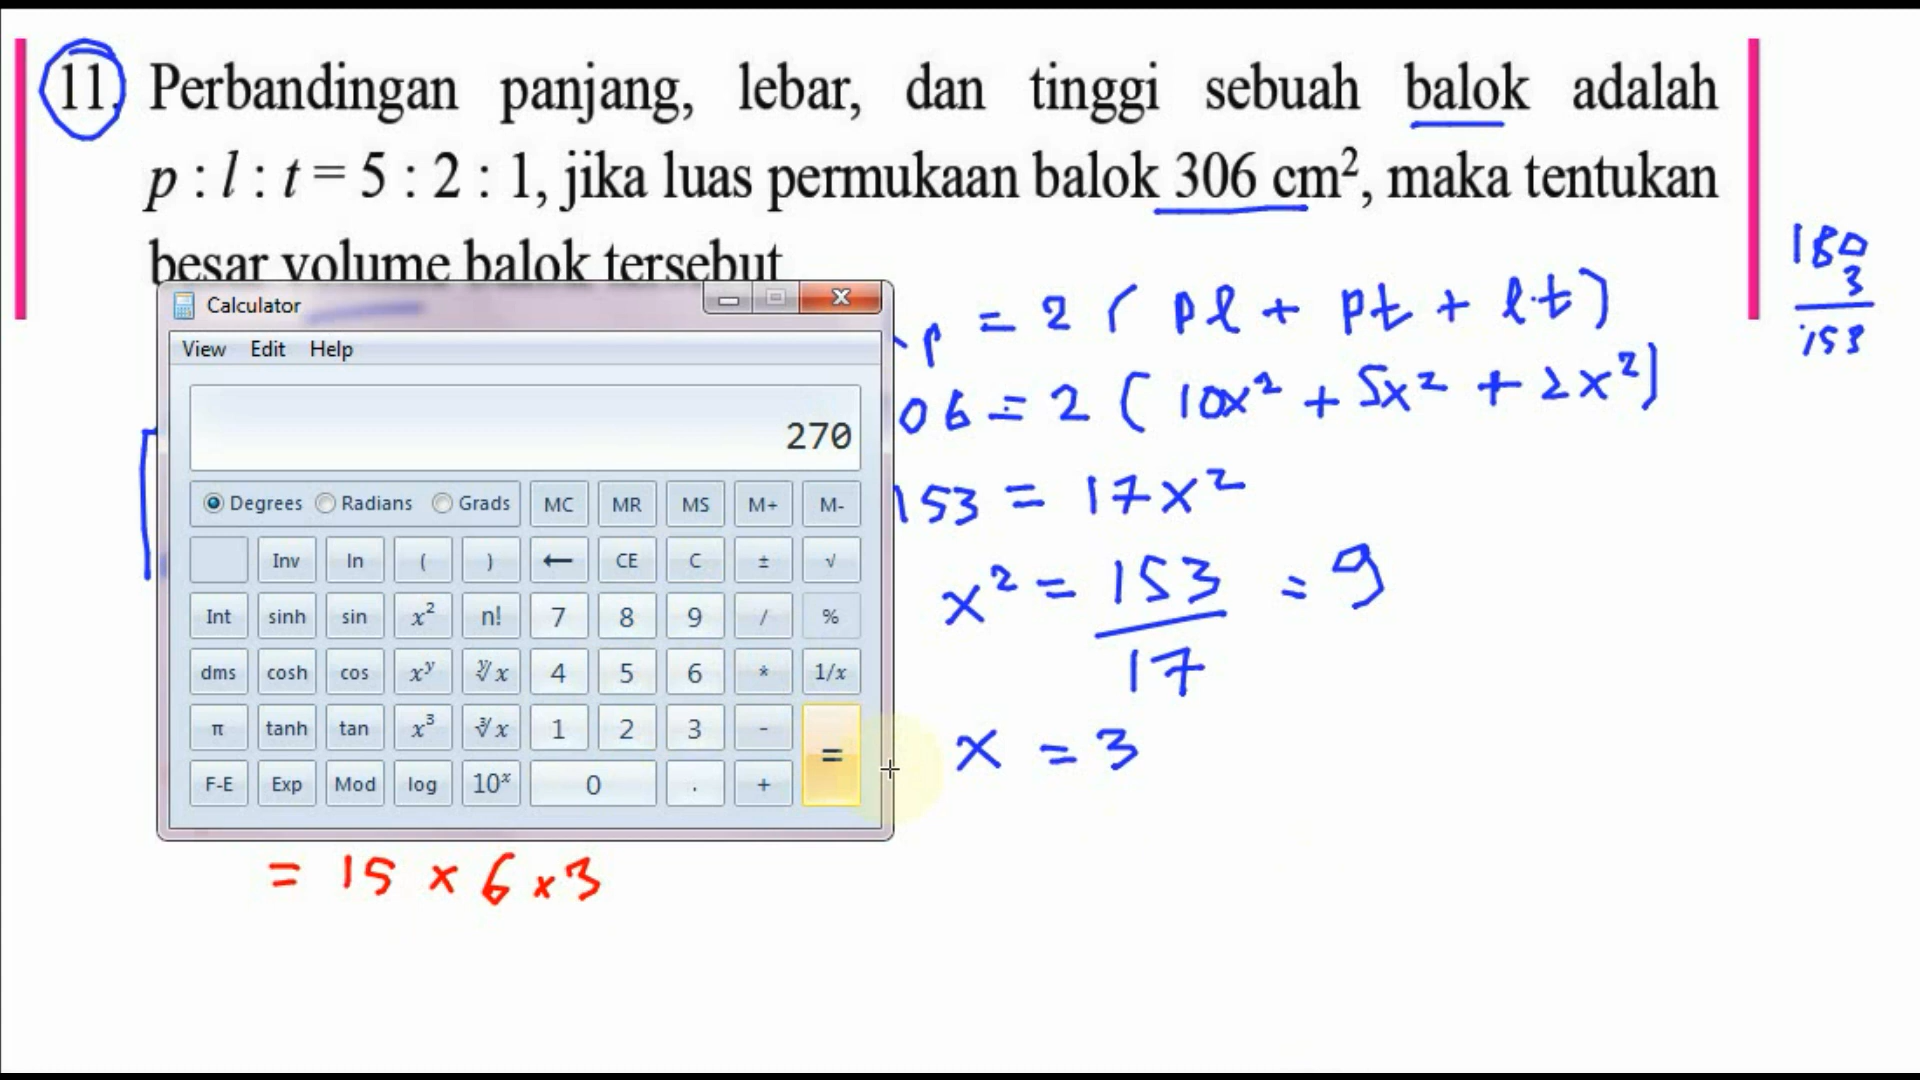 11. Perbandingan panjang, lebar, dan tinggi sebuah balok adalah
p : l : t = 5 : 2 : 1, jika luas permukaan balok 306 cm², maka tentukan
besar volume balok tersebut
180
3
153
p = 2 ( pl + pt + l.t )
06 = 2 ( 10x² + 5x² + 2x² )
153 = 17x²
x² = 153/17 = 9
x = 3
Calculator
View Edit Help
270
Degrees Radians Grads MC MR MS M+ M-
Inv ln ( ) ← CE C ± √
Int sinh sin x² n! 7 8 9 / %
dms cosh cos xʸ ʸ√x 4 5 6 * 1/x
π tanh tan x³ ³√x 1 2 3 - =
F-E Exp Mod log 10ˣ 0 . +
= 15 x 6 x 3